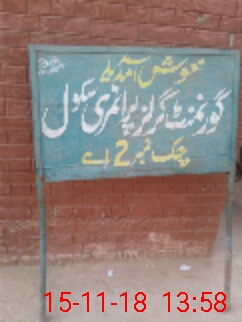 خوش آمدید
گورنمنٹ گرلز پرائمری سکول
چک نمبر 2 اے
15-11-18 13:58